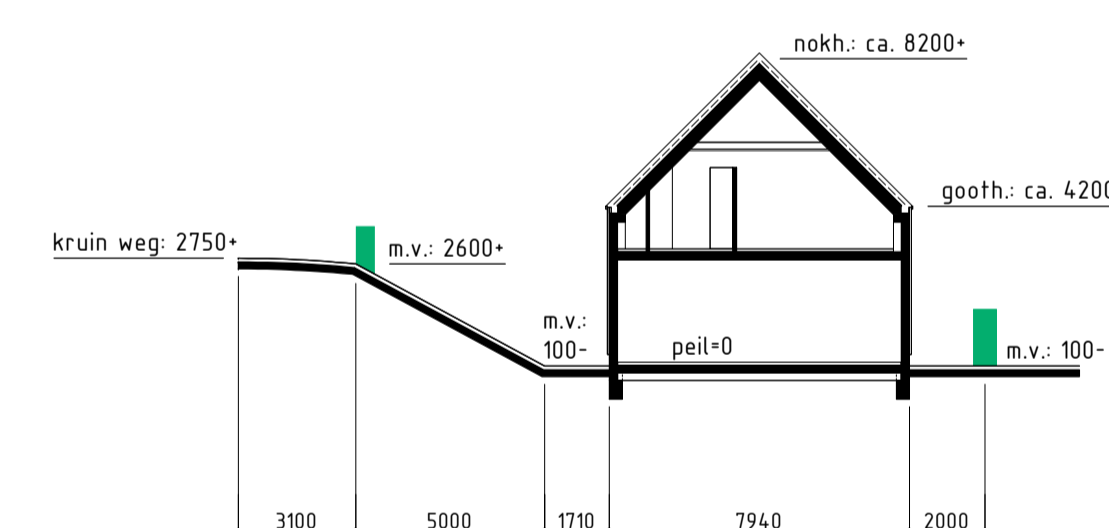 nokh.: ca. 8200+
gooth.: ca. 4200
kruin weg: 2750+
m.v.: 2600+
m.v.:
100-
peil=0
m.v.: 100-
3100
5000
1710
7940
2000